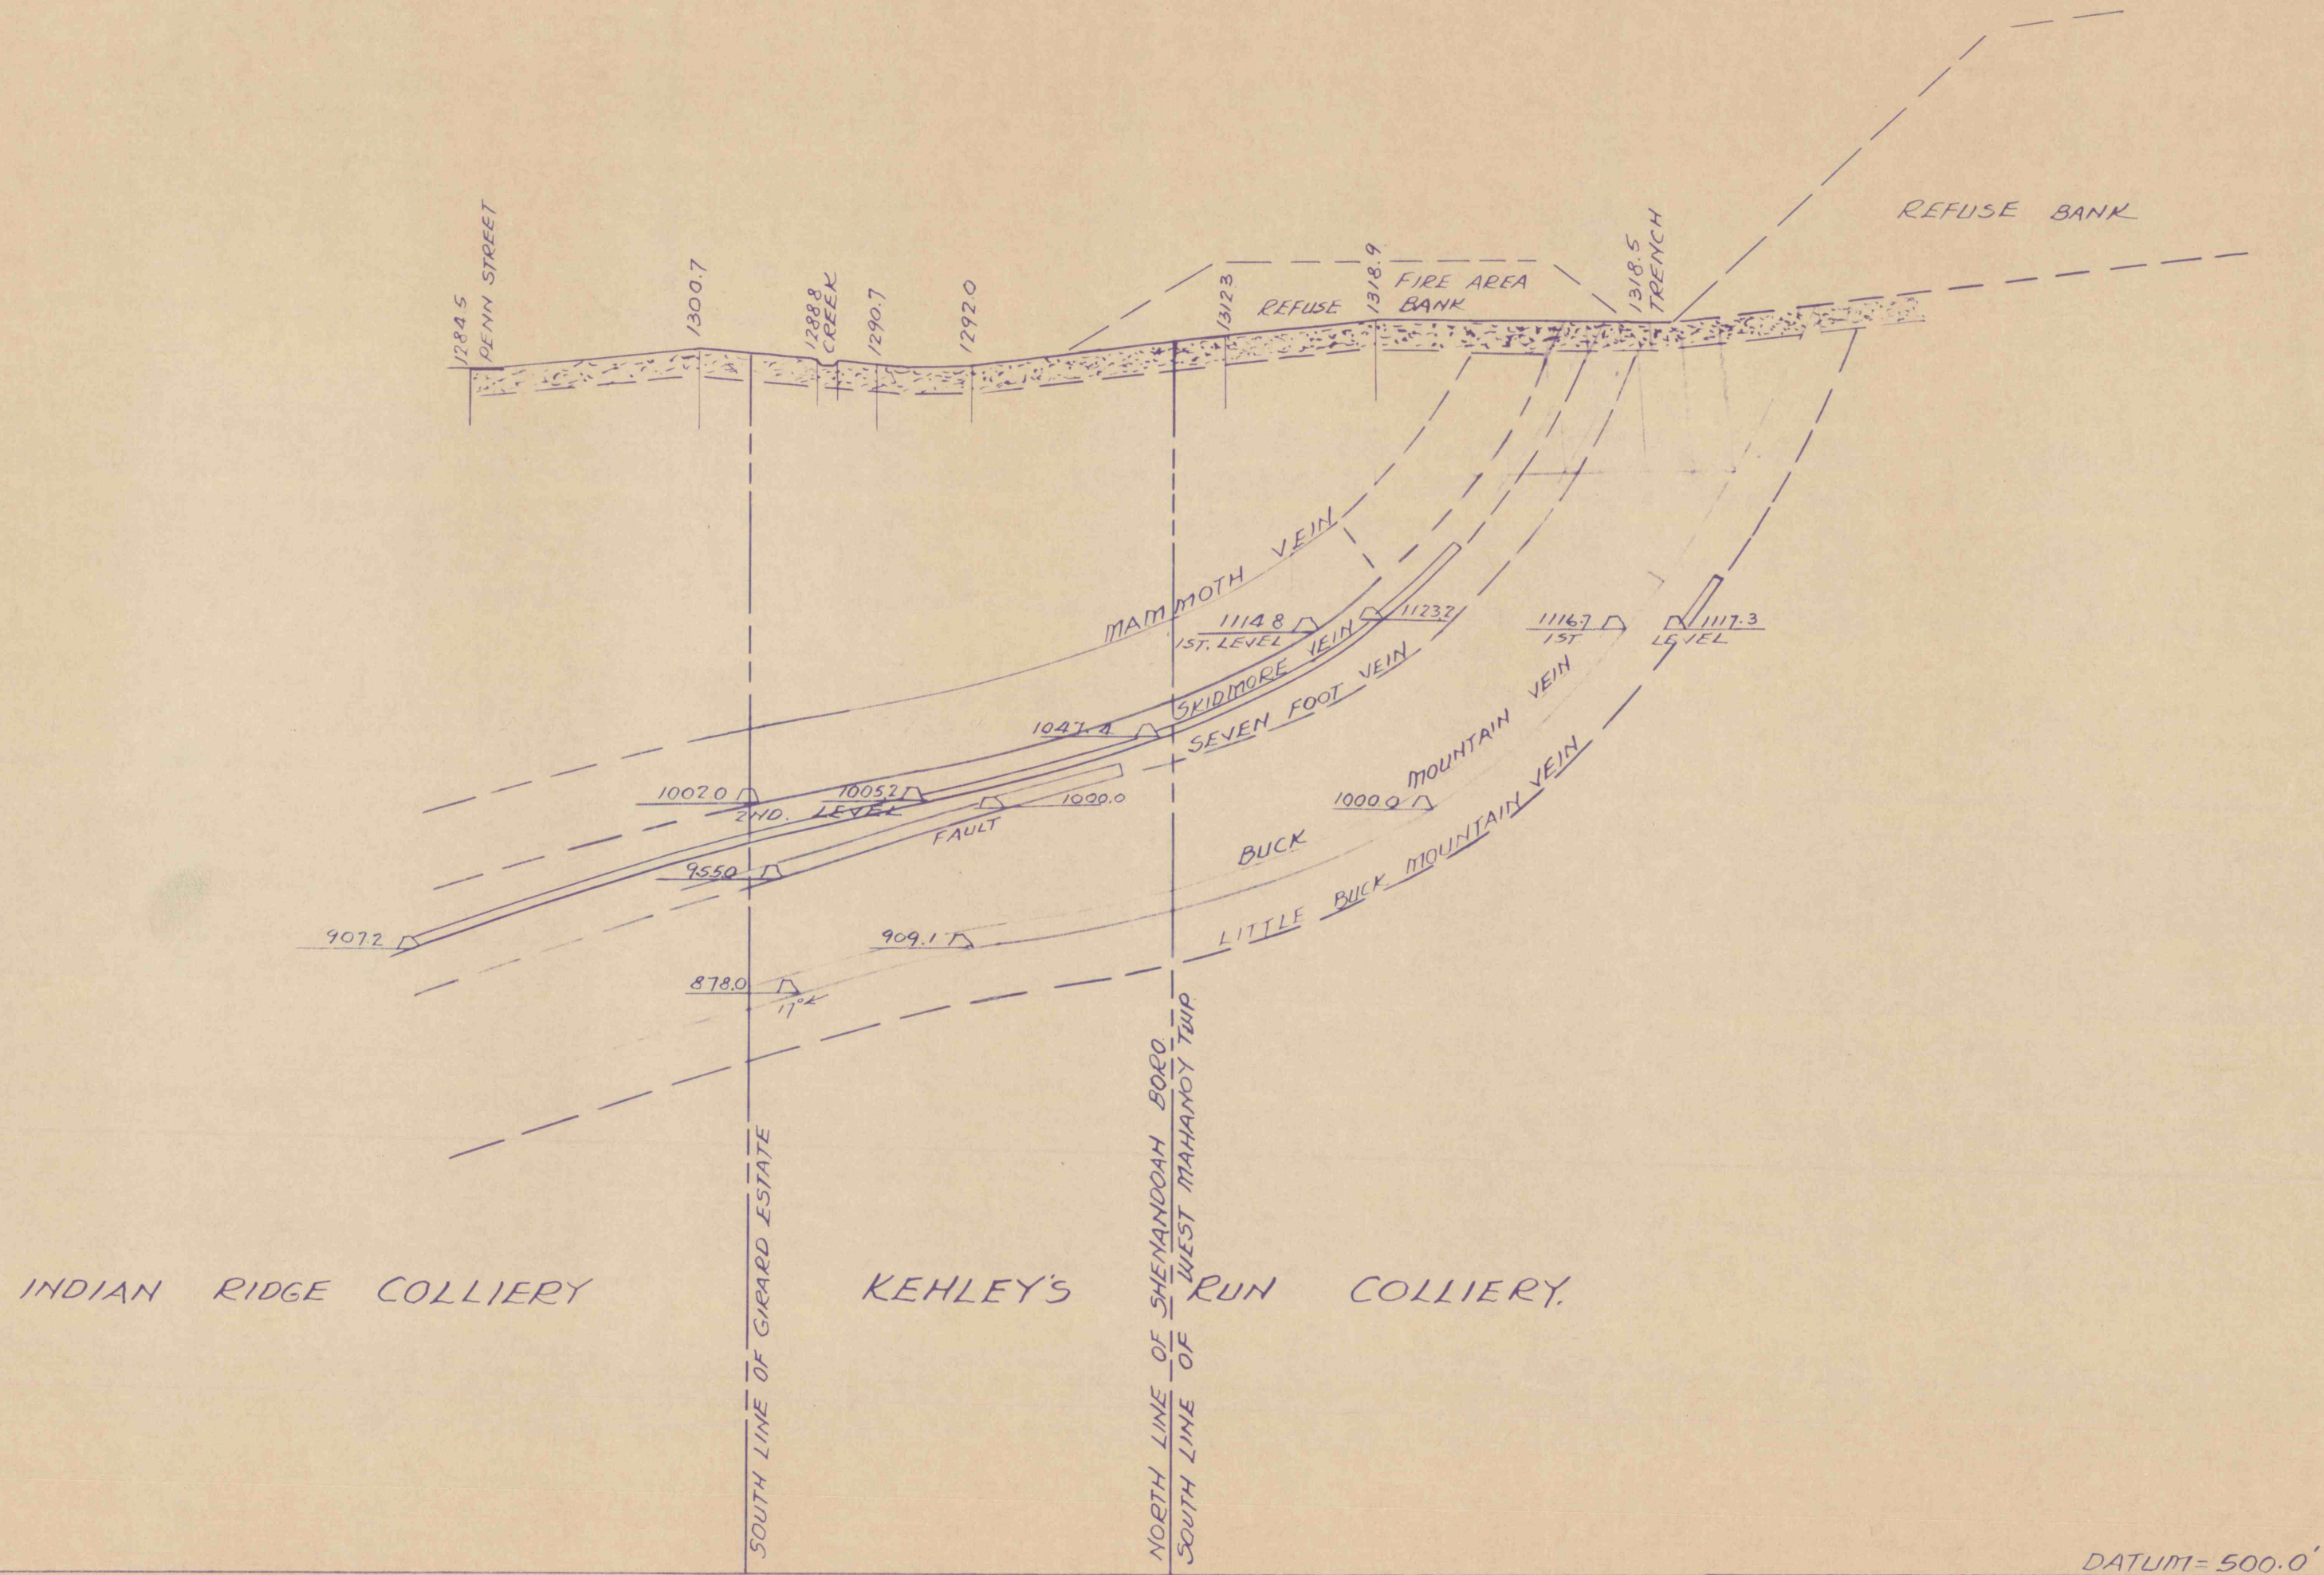 REFUSE BANK
1284.5
PENN STREET
1300.7
1288.8
CREEK
1290.7
1292.0
1312.3
1318.9
1318.5
TRENCH
FIRE AREA
REFUSE BANK
MAMMOTH VEIN
1114.8
1ST. LEVEL
1123.2
1116.7
1ST
1117.3
LEVEL
SKIDMORE VEIN
SEVEN FOOT VEIN
1047.4
1002.0
2ND. LEVEL
1005.2
1000.0
FAULT
955.0
907.2
909.1
878.0
17°
BUCK MOUNTAIN VEIN
1000.0
LITTLE BUCK MOUNTAIN VEIN
SOUTH LINE OF GIRARD ESTATE
NORTH LINE OF SHENANDOAH BORO.
SOUTH LINE OF WEST MAHANOY TWP.
INDIAN RIDGE COLLIERY
KEHLEY'S RUN COLLIERY.
DATUM = 500.0'